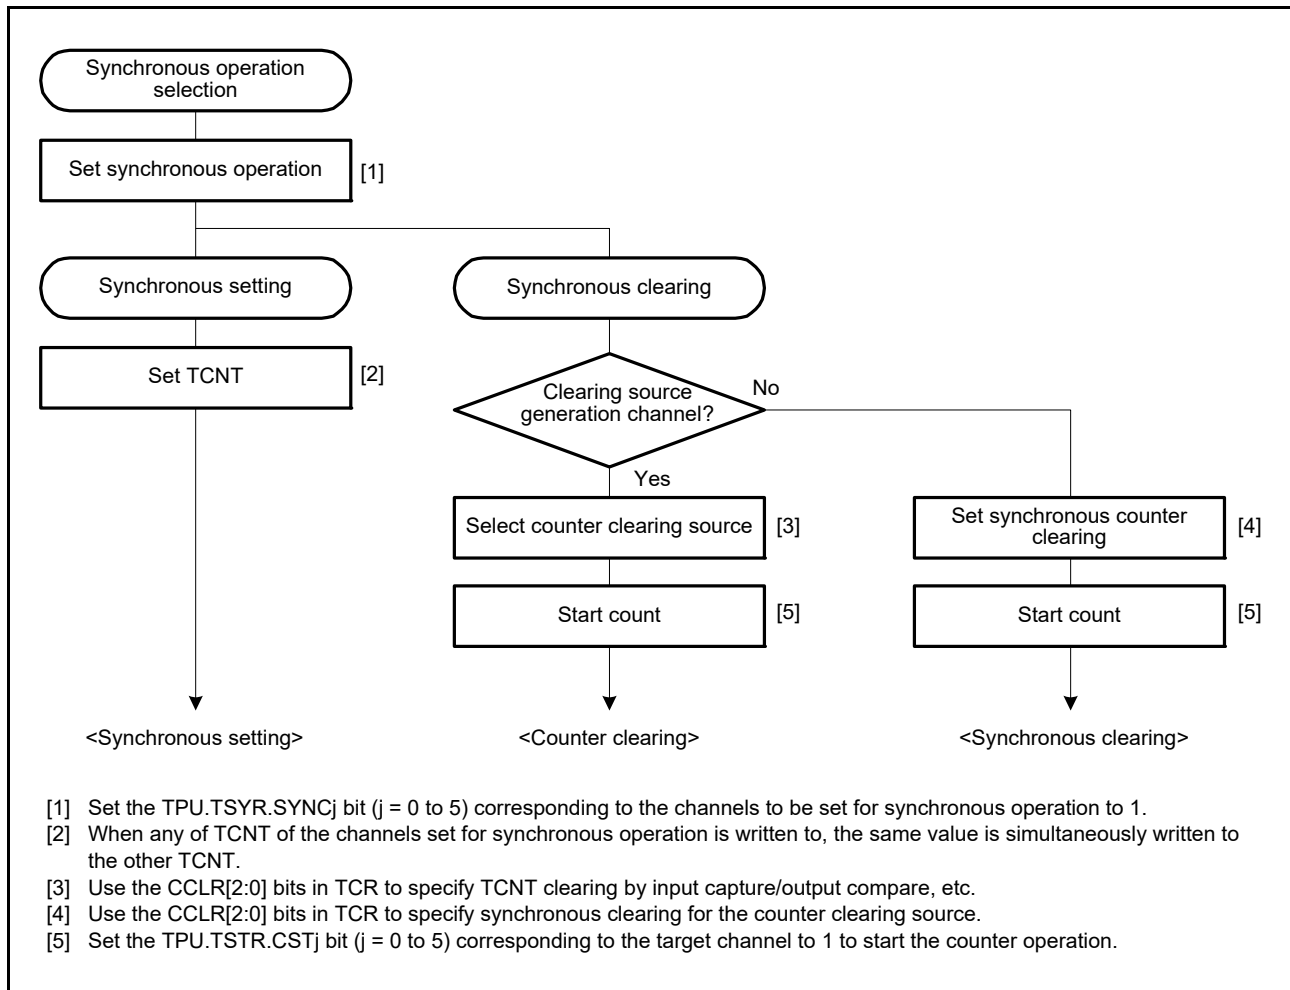 Synchronous operation
selection
Set synchronous operation [1]
Synchronous setting
Synchronous clearing
Set TCNT [2]
Clearing source
generation channel?
No
Yes
Select counter clearing source [3]
Set synchronous counter
clearing [4]
Start count [5]
Start count [5]
<Synchronous setting>
<Counter clearing>
<Synchronous clearing>
[1] Set the TPU.TSYR.SYNCj bit (j = 0 to 5) corresponding to the channels to be set for synchronous operation to 1.
[2] When any of TCNT of the channels set for synchronous operation is written to, the same value is simultaneously written to
the other TCNT.
[3] Use the CCLR[2:0] bits in TCR to specify TCNT clearing by input capture/output compare, etc.
[4] Use the CCLR[2:0] bits in TCR to specify synchronous clearing for the counter clearing source.
[5] Set the TPU.TSTR.CSTj bit (j = 0 to 5) corresponding to the target channel to 1 to start the counter operation.